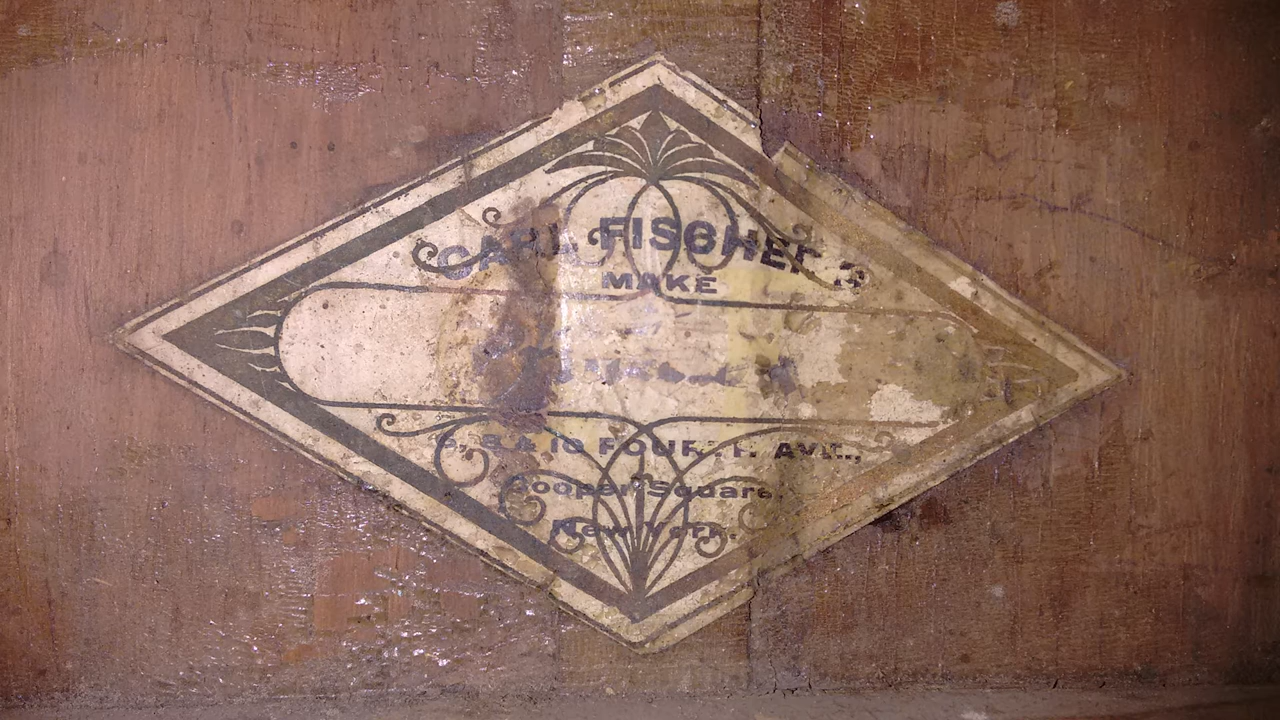 CARL FISCHER
MAKE
6, 8 & 10 FOURTH AVE.,
Cooper Square,
New York.